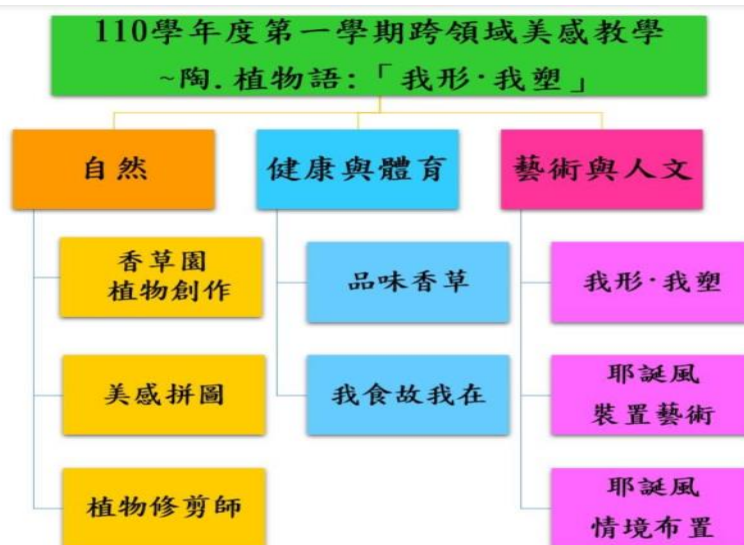 110學年度第一學期跨領域美感教學
~陶.植物語:「我形·我塑」
自然
香草園
植物創作
美感拼圖
植物修剪師
健康與體育
品味香草
我食故我在
藝術與人文
我形·我塑
耶誕風
裝置藝術
耶誕風
情境布置